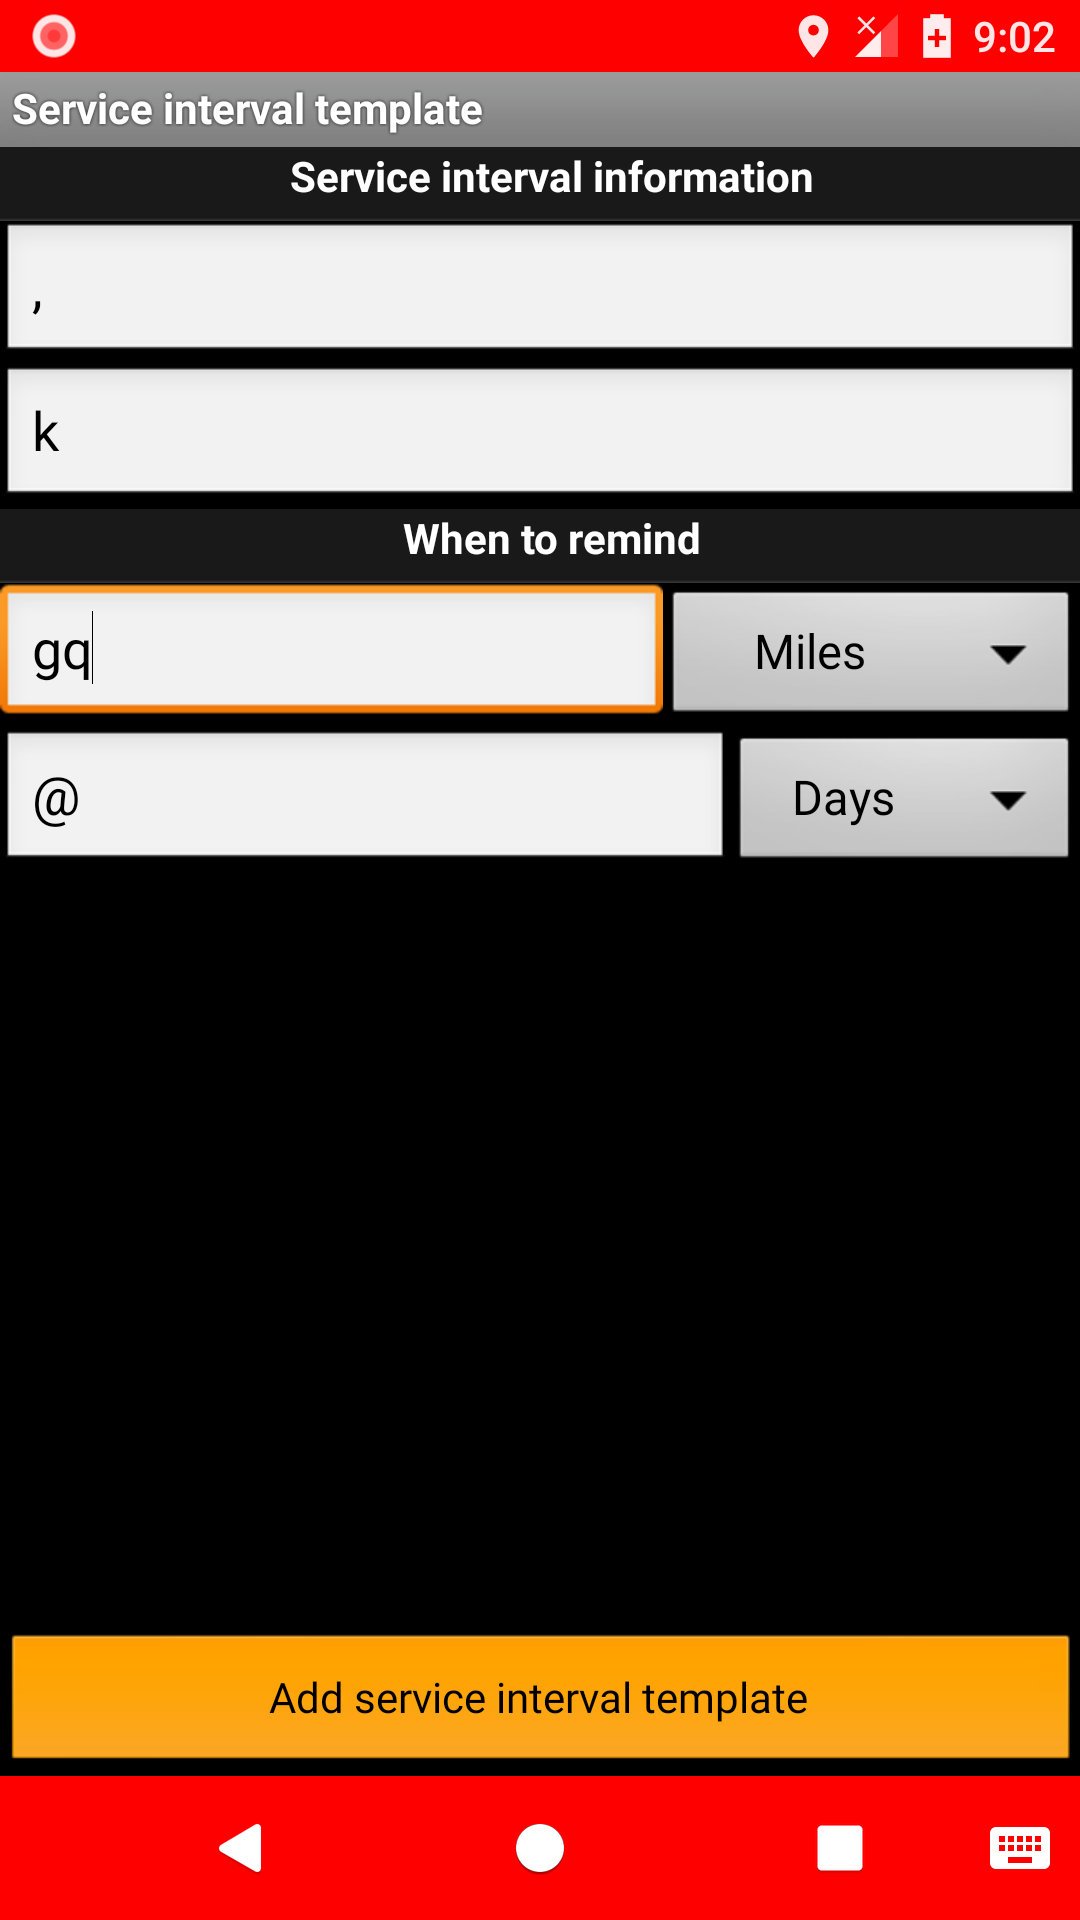 9:02
Service interval template
Service interval information
,
k
When to remind
gq
Miles
@
Days
Add service interval template